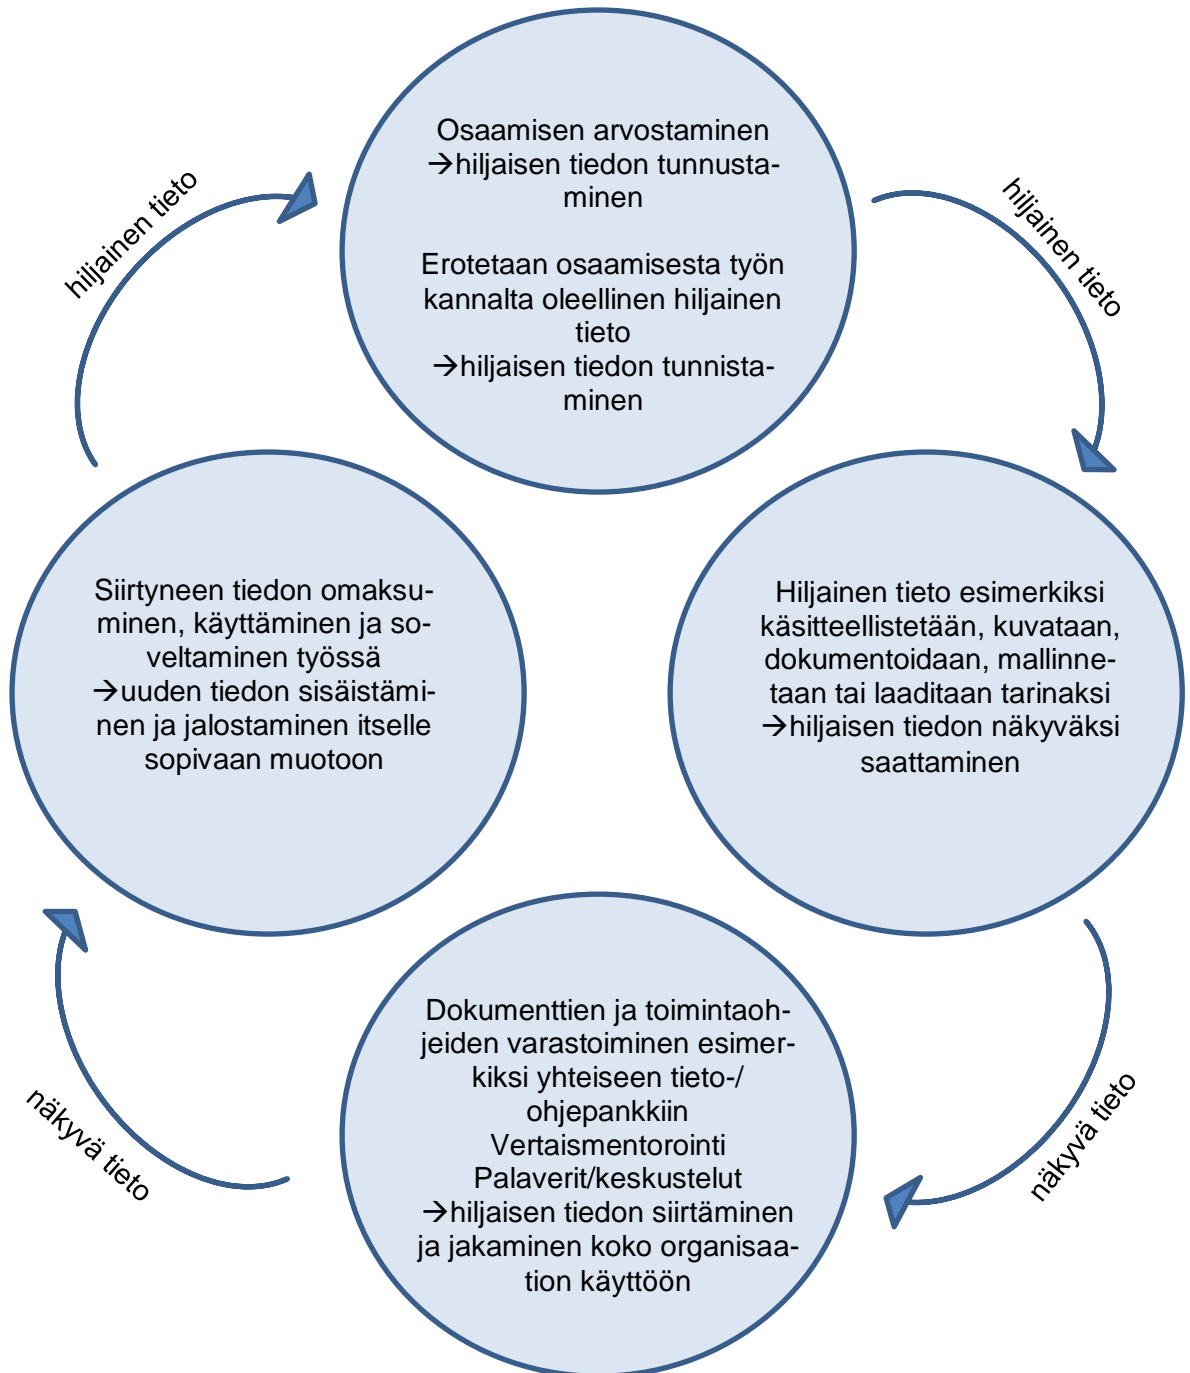 Osaamisen arvostaminen
→hiljaisen tiedon tunnusta-
minen
Erotetaan osaamisesta työn
kannalta oleellinen hiljainen
tieto
→hiljaisen tiedon tunnista-
minen
hiljainen tieto
Hiljainen tieto esimerkiksi
käsitteellistetään, kuvataan,
dokumentoidaan, mallinne-
taan tai laaditaan tarinaksi
→hiljaisen tiedon näkyväksi
saattaminen
näkyvä tieto
Dokumenttien ja toimintaoh-
jeiden varastoiminen esimer-
kiksi yhteiseen tieto-/
ohjepankkiin
Vertaismentorointi
Palaverit/keskustelut
→hiljaisen tiedon siirtäminen
ja jakaminen koko organisaa-
tion käyttöön
näkyvä tieto
Siirtyneen tiedon omaksu-
minen, käyttäminen ja so-
veltaminen työssä
→uuden tiedon sisäistämi-
nen ja jalostaminen itselle
sopivaan muotoon
hiljainen tieto